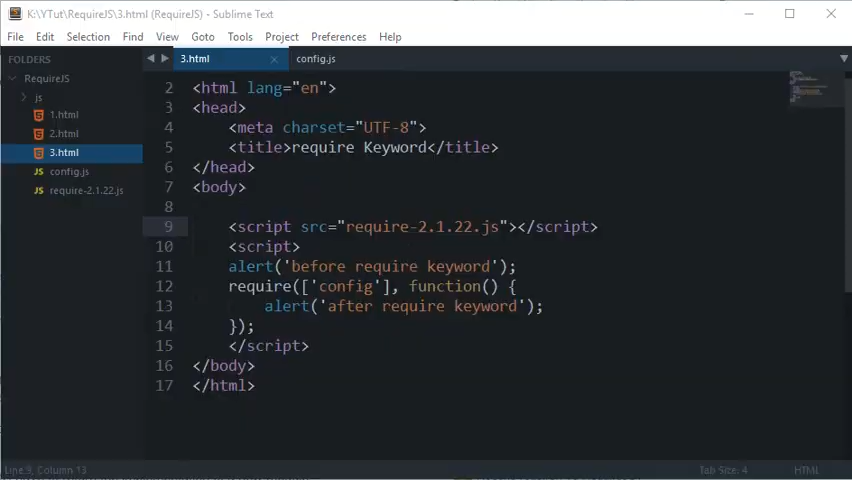 K:\YTut\RequireJS\3.html (RequireJS) - Sublime Text
File Edit Selection Find View Goto Tools Project Preferences Help
FOLDERS
RequireJS
js
1.html
2.html
3.html
config.js
require-2.1.22.js
3.html × config.js
2 <html lang="en">
3 <head>
4 <meta charset="UTF-8">
5 <title>require Keyword</title>
6 </head>
7 <body>
8
9 <script src="require-2.1.22.js"></script>
10 <script>
11 alert('before require keyword');
12 require(['config'], function() {
13 alert('after require keyword');
14 });
15 </script>
16 </body>
17 </html>
Line 9, Column 13 Tab Size: 4 HTML